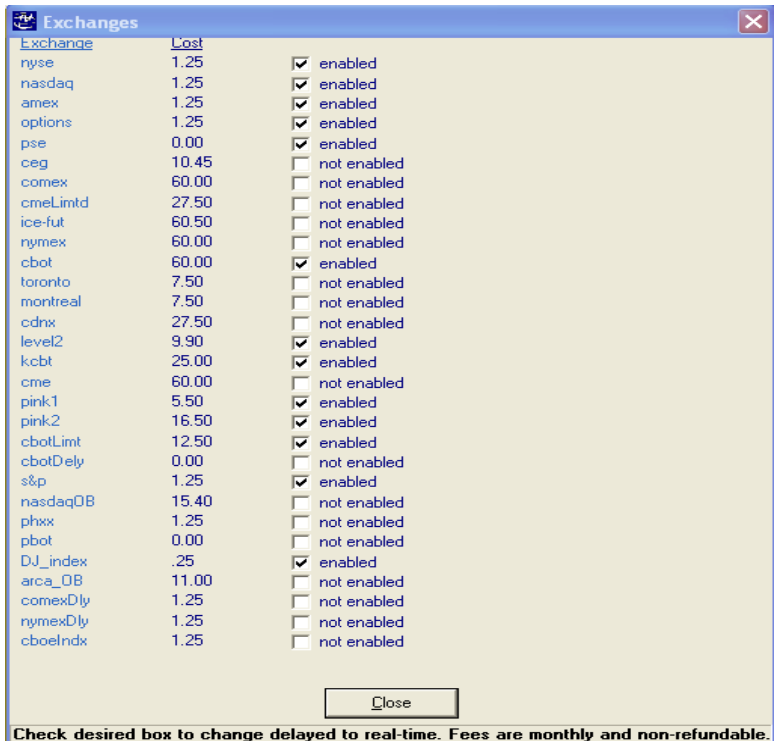 Exchanges
Exchange Cost
nyse 1.25 enabled
nasdaq 1.25 enabled
amex 1.25 enabled
options 1.25 enabled
pse 0.00 enabled
ceg 10.45 not enabled
comex 60.00 not enabled
cmeLimtd 27.50 not enabled
ice-fut 60.50 not enabled
nymex 60.00 not enabled
cbot 60.00 enabled
toronto 7.50 not enabled
montreal 7.50 not enabled
cdnx 27.50 not enabled
level2 9.90 enabled
kcbt 25.00 enabled
cme 60.00 not enabled
pink1 5.50 enabled
pink2 16.50 enabled
cbotLimt 12.50 enabled
cbotDely 0.00 not enabled
s&p 1.25 enabled
nasdaqOB 15.40 not enabled
phxx 1.25 not enabled
pbot 0.00 not enabled
DJ_index .25 enabled
arca_OB 11.00 not enabled
comexDly 1.25 not enabled
nymexDly 1.25 not enabled
cboeIndx 1.25 not enabled
Close
Check desired box to change delayed to real-time. Fees are monthly and non-refundable.